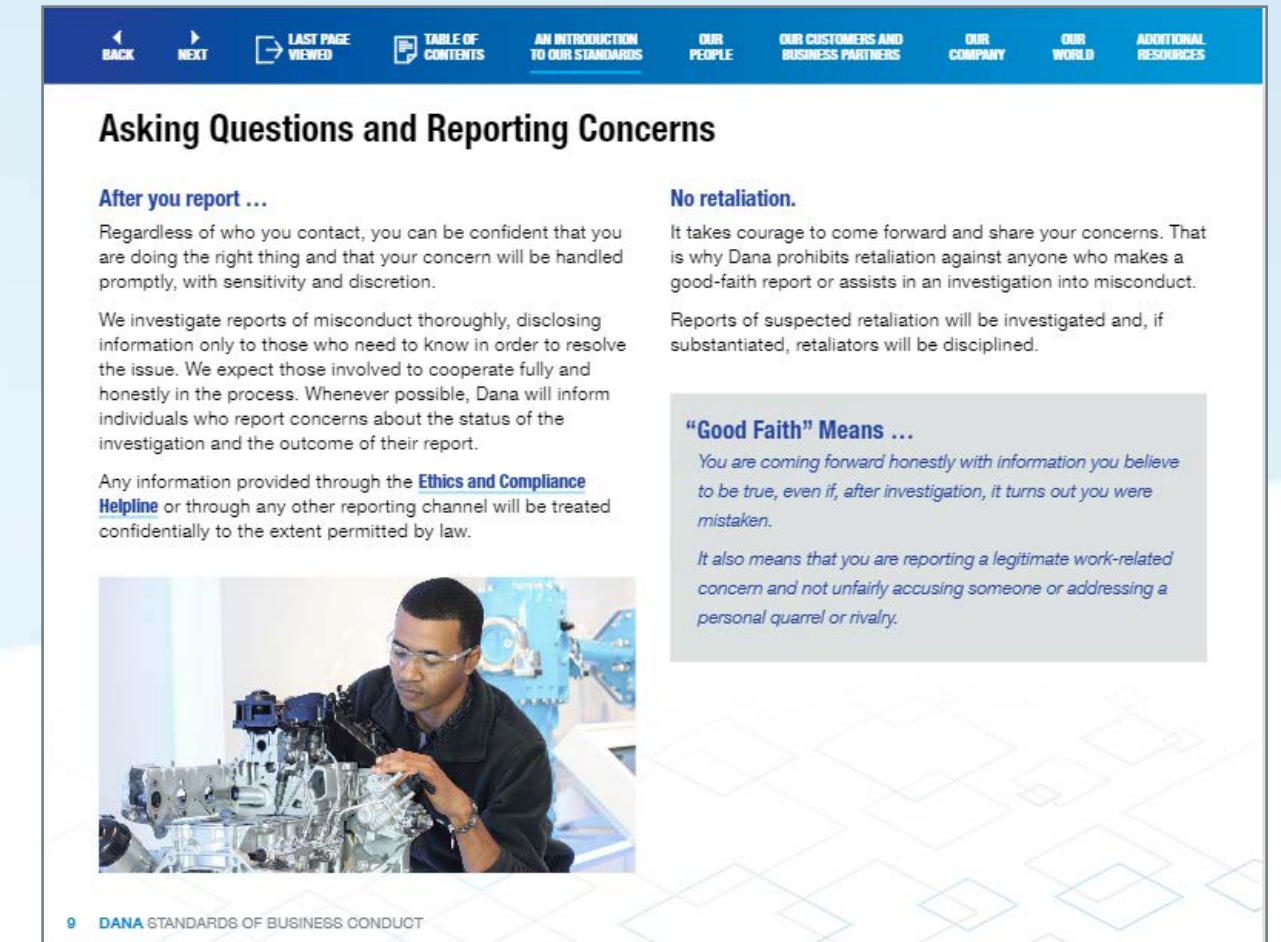 BACK
NEXT
LAST PAGE
VIEWED
TABLE OF
CONTENTS
AN INTRODUCTION
TO OUR STANDARDS
OUR
PEOPLE
OUR CUSTOMERS AND
BUSINESS PARTNERS
OUR
COMPANY
OUR
WORLD
ADDITIONAL
RESOURCES
Asking Questions and Reporting Concerns
After you report …
Regardless of who you contact, you can be confident that you
are doing the right thing and that your concern will be handled
promptly, with sensitivity and discretion.
We investigate reports of misconduct thoroughly, disclosing
information only to those who need to know in order to resolve
the issue. We expect those involved to cooperate fully and
honestly in the process. Whenever possible, Dana will inform
individuals who report concerns about the status of the
investigation and the outcome of their report.
Any information provided through the Ethics and Compliance
Helpline or through any other reporting channel will be treated
confidentially to the extent permitted by law.
No retaliation.
It takes courage to come forward and share your concerns. That
is why Dana prohibits retaliation against anyone who makes a
good-faith report or assists in an investigation into misconduct.
Reports of suspected retaliation will be investigated and, if
substantiated, retaliators will be disciplined.
“Good Faith” Means …
You are coming forward honestly with information you believe
to be true, even if, after investigation, it turns out you were
mistaken.
It also means that you are reporting a legitimate work-related
concern and not unfairly accusing someone or addressing a
personal quarrel or rivalry.
9 DANA STANDARDS OF BUSINESS CONDUCT